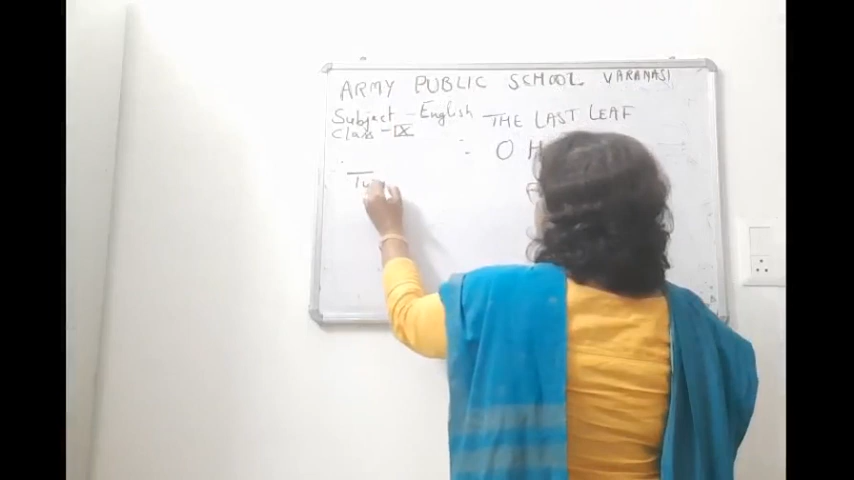 ARMY PUBLIC SCHOOL VARANASI
Subject - English THE LAST LEAF
Class - IX
- O H